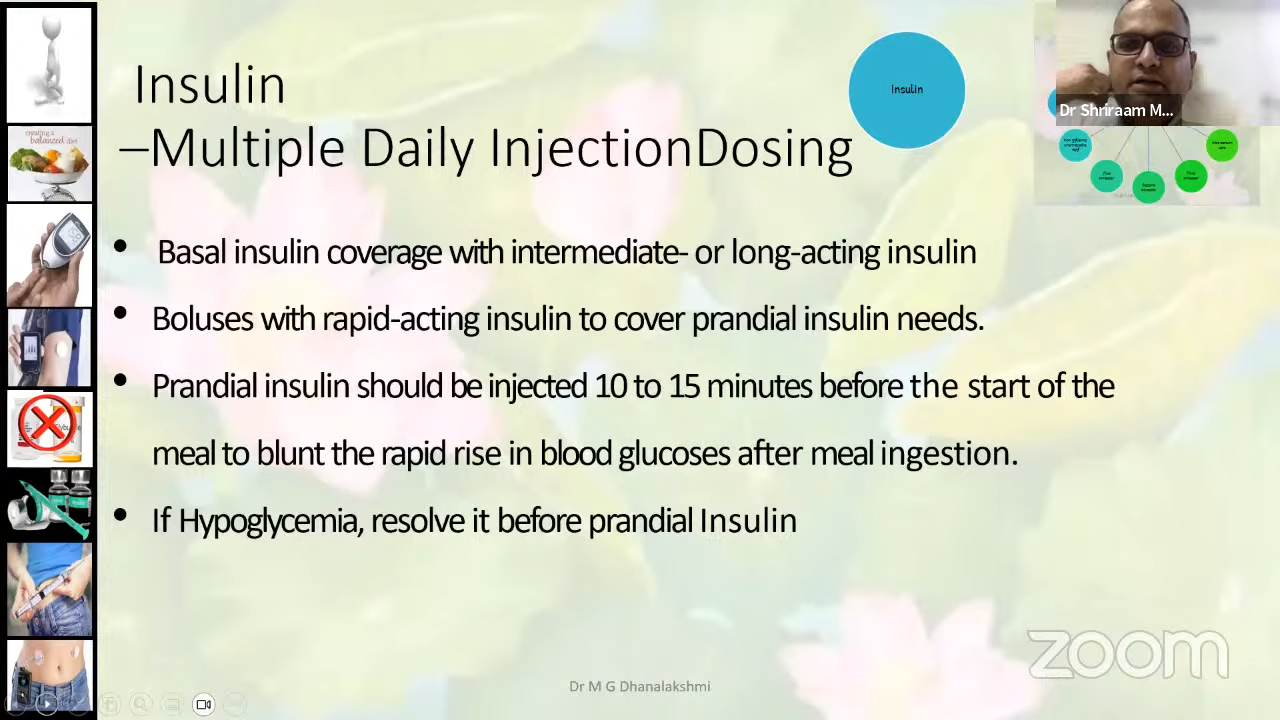 Insulin
–Multiple Daily InjectionDosing
Insulin
Dr Shriraam M...
creating a
balanced diet
• Basal insulin coverage with intermediate- or long-acting insulin
• Boluses with rapid-acting insulin to cover prandial insulin needs.
• Prandial insulin should be injected 10 to 15 minutes before the start of the
meal to blunt the rapid rise in blood glucoses after meal ingestion.
• If Hypoglycemia, resolve it before prandial Insulin
zoom
Dr M G Dhanalakshmi